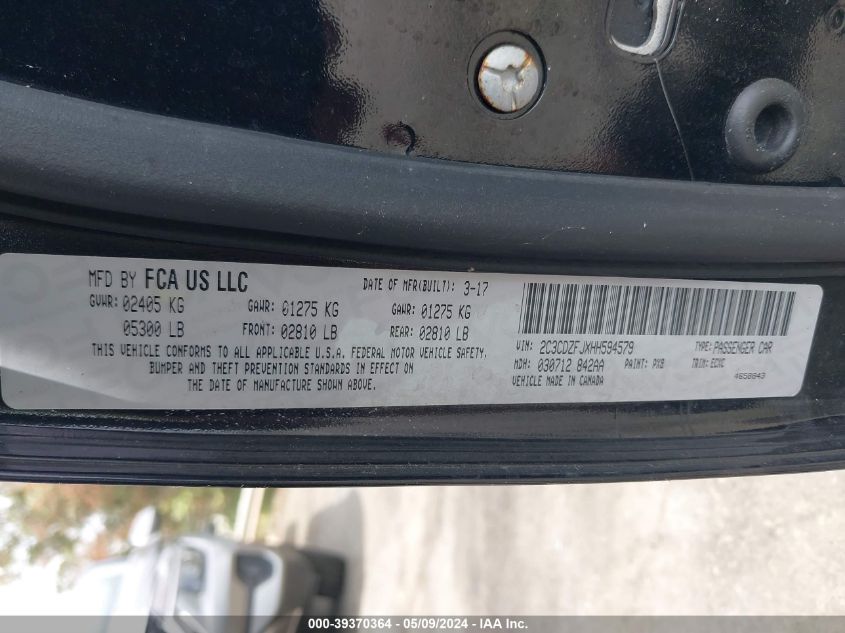 MFD BY FCA US LLC
DATE OF MFR(BUILT): 3-17
GVWR: 02405 KG GAWR: 01275 KG GAWR: 01275 KG
05300 LB FRONT: 02810 LB REAR: 02810 LB
THIS VEHICLE CONFORMS TO ALL APPLICABLE U.S.A. FEDERAL MOTOR VEHICLE SAFETY,
BUMPER AND THEFT PREVENTION STANDARDS IN EFFECT ON
THE DATE OF MANUFACTURE SHOWN ABOVE.
VIN: 2C3CDZFJXHH594579 TYPE: PASSENGER CAR
MDH: 030712 842AA PAINT: PX8 TRIM: ECXC
VEHICLE MADE IN CANADA 4658843
000-39370364 - 05/09/2024 - IAA Inc.